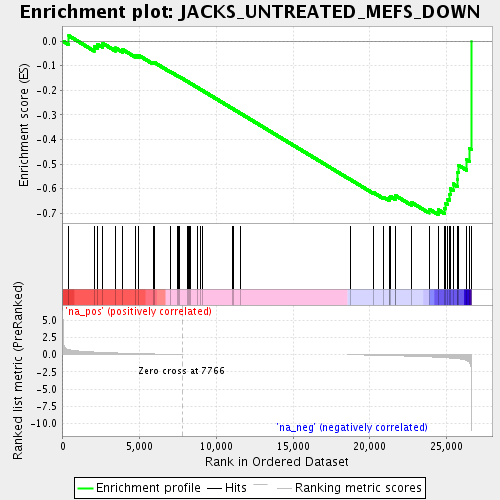 Enrichment plot: JACKS_UNTREATED_MEFS_DOWN
Enrichment score (ES)
0.0
-0.1
-0.2
-0.3
-0.4
-0.5
-0.6
-0.7
'na_pos' (positively correlated)
Ranked list metric (PreRanked)
5.0
2.5
0.0
-2.5
-5.0
-7.5
-10.0
Zero cross at 7766
'na_neg' (negatively correlated)
0
5,000
10,000
15,000
20,000
25,000
Rank in Ordered Dataset
Enrichment profile
Hits
Ranking metric scores